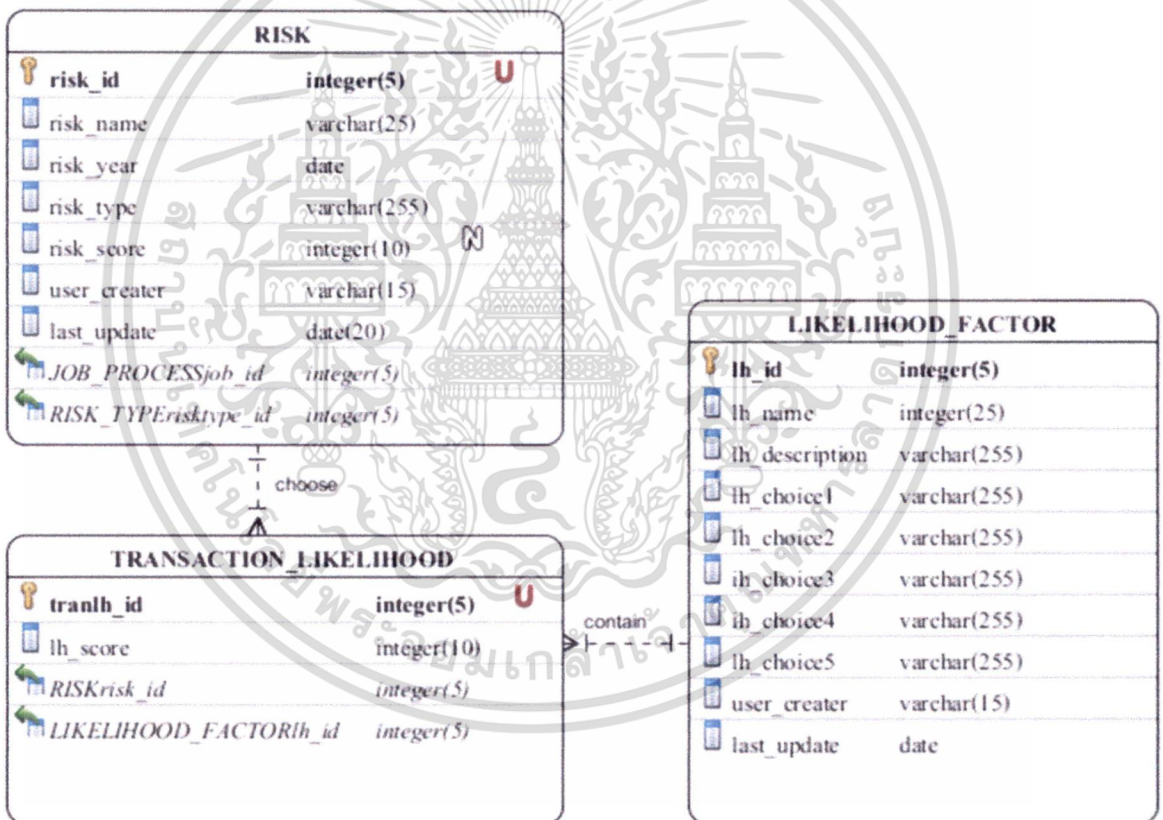 RISK
risk_id integer(5) U
risk_name varchar(25)
risk_year date
risk_type varchar(255)
risk_score integer(10) N
user_creater varchar(15)
last_update date(20)
JOB_PROCESSjob_id integer(5)
RISK_TYPErisktype_id integer(5)
choose
TRANSACTION_LIKELIHOOD
tranlh_id integer(5) U
lh_score integer(10)
RISKrisk_id integer(5)
LIKELIHOOD_FACTORlh_id integer(5)
contain
LIKELIHOOD_FACTOR
lh_id integer(5)
lh_name integer(25)
lh_description varchar(255)
lh_choice1 varchar(255)
lh_choice2 varchar(255)
lh_choice3 varchar(255)
lh_choice4 varchar(255)
lh_choice5 varchar(255)
user_creater varchar(15)
last_update date